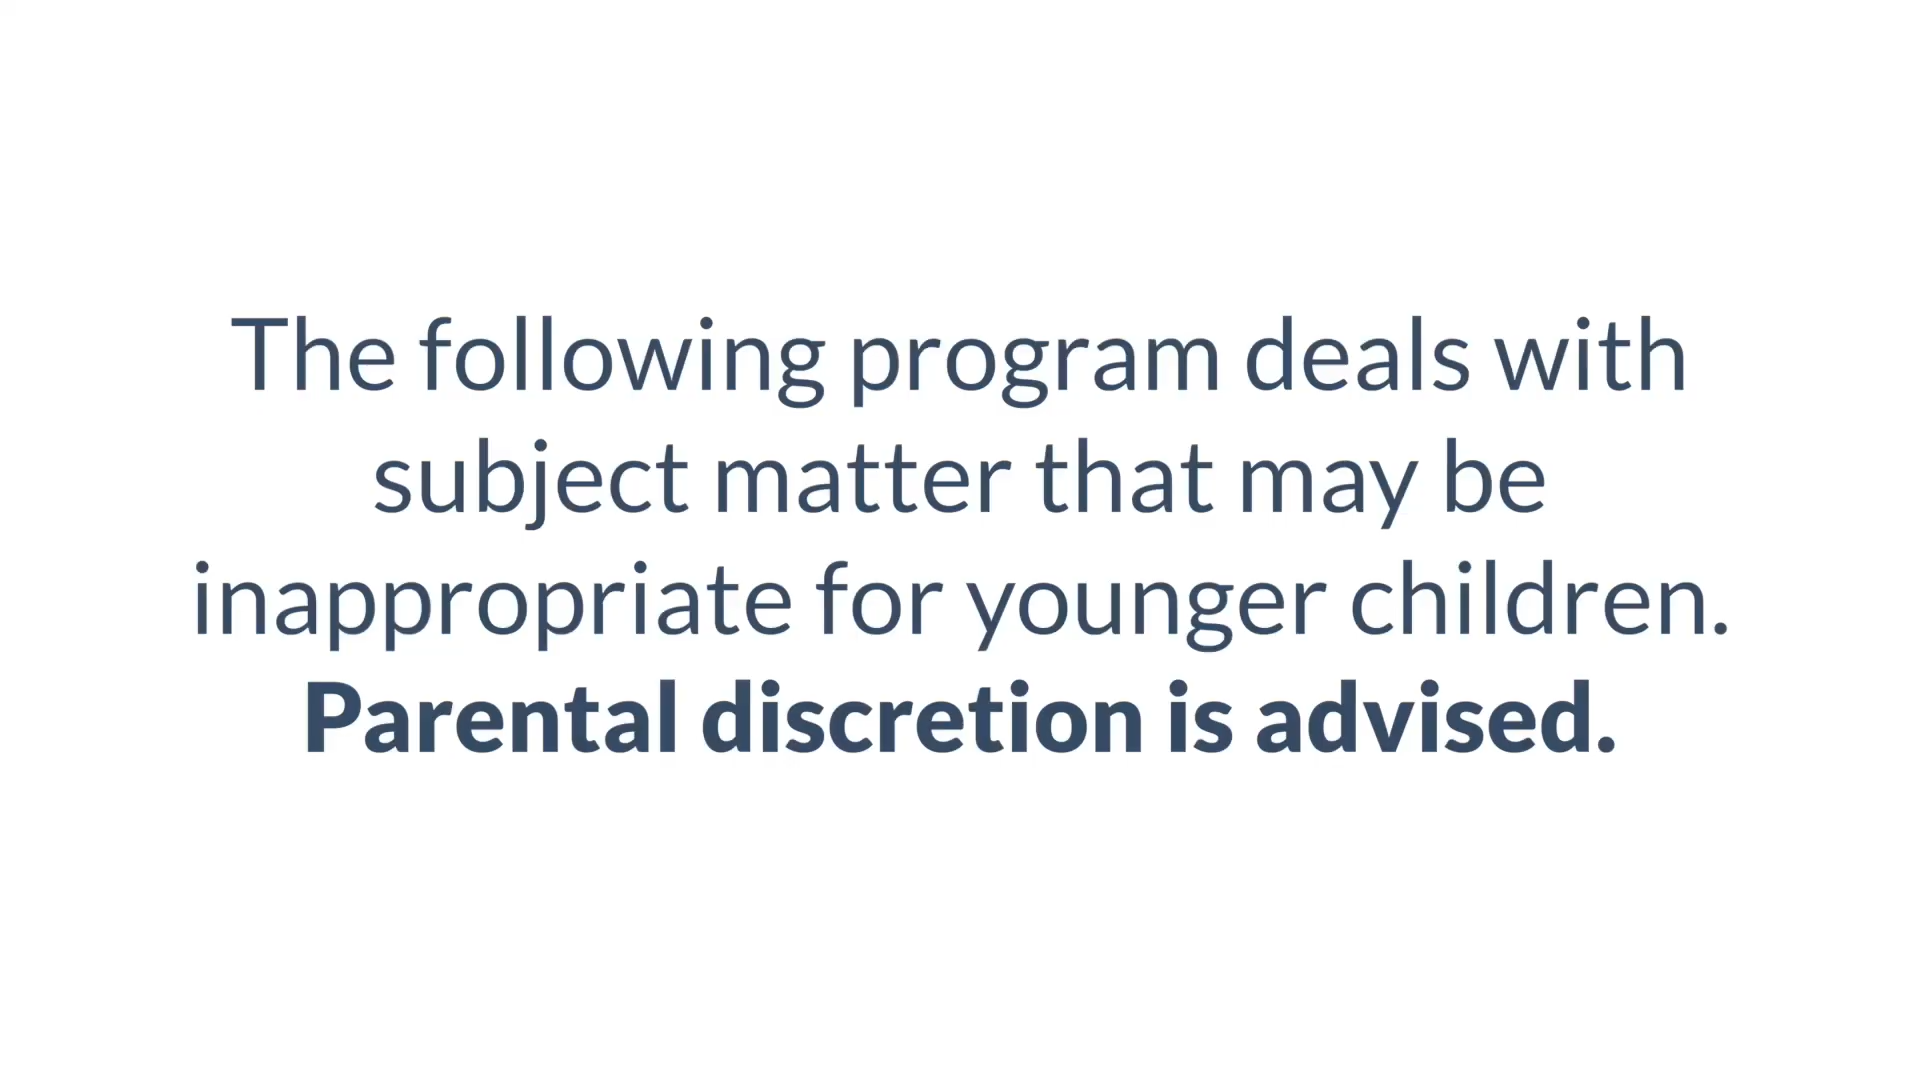 The following program deals with
subject matter that may be
inappropriate for younger children.
Parental discretion is advised.